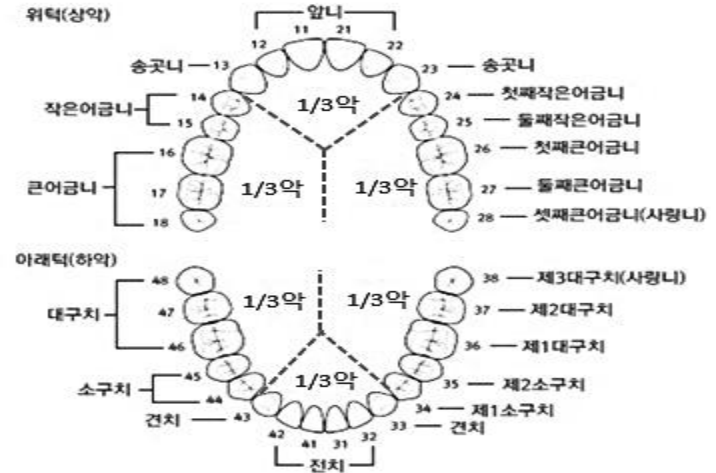 위턱(상악)
앞니
11 21
12 22
송곳니 13 23 송곳니
14 24 첫째작은어금니
작은어금니 1/3악
15 25 둘째작은어금니
16 26 첫째큰어금니
큰어금니 17 1/3악 1/3악 27 둘째큰어금니
18 28 셋째큰어금니(사랑니)
아래턱(하악)
48 38 제3대구치(사랑니)
대구치 47 1/3악 1/3악 37 제2대구치
46 36 제1대구치
45 1/3악 35 제2소구치
소구치
44 34 제1소구치
견치 43 33 견치
42 41 31 32
전치